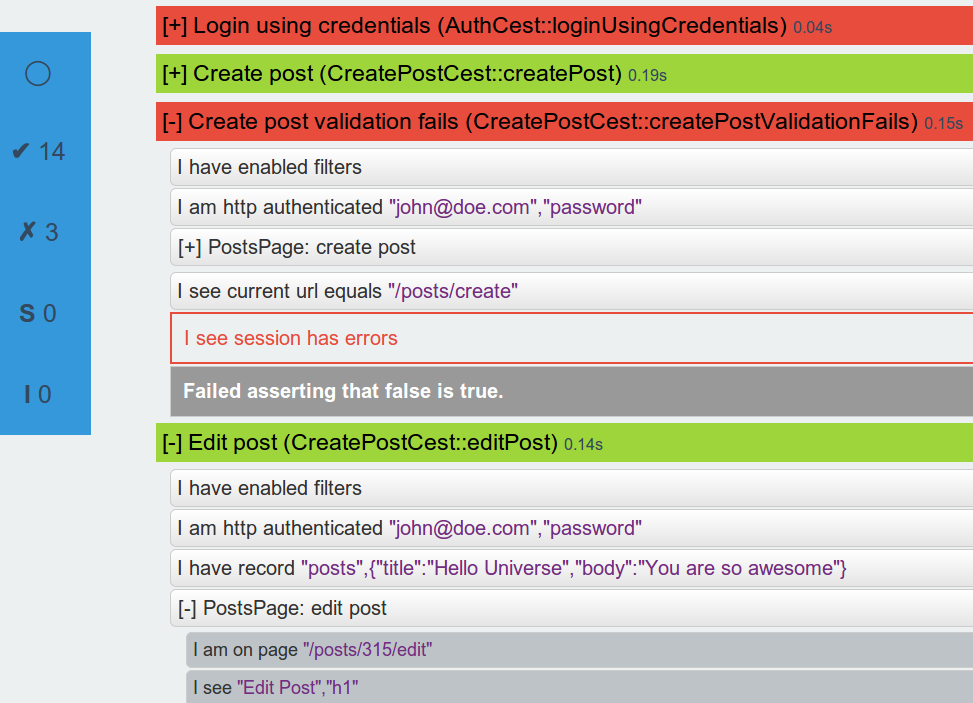 [+] Login using credentials (AuthCest::loginUsingCredentials) 0.04s
[+] Create post (CreatePostCest::createPost) 0.19s
[-] Create post validation fails (CreatePostCest::createPostValidationFails) 0.15s
✔ 14
I have enabled filters
I am http authenticated "john@doe.com","password"
✗ 3
[+] PostsPage: create post
I see current url equals "/posts/create"
S 0
I see session has errors
I 0
Failed asserting that false is true.
[-] Edit post (CreatePostCest::editPost) 0.14s
I have enabled filters
I am http authenticated "john@doe.com","password"
I have record "posts",{"title":"Hello Universe","body":"You are so awesome"}
[-] PostsPage: edit post
I am on page "/posts/315/edit"
I see "Edit Post","h1"